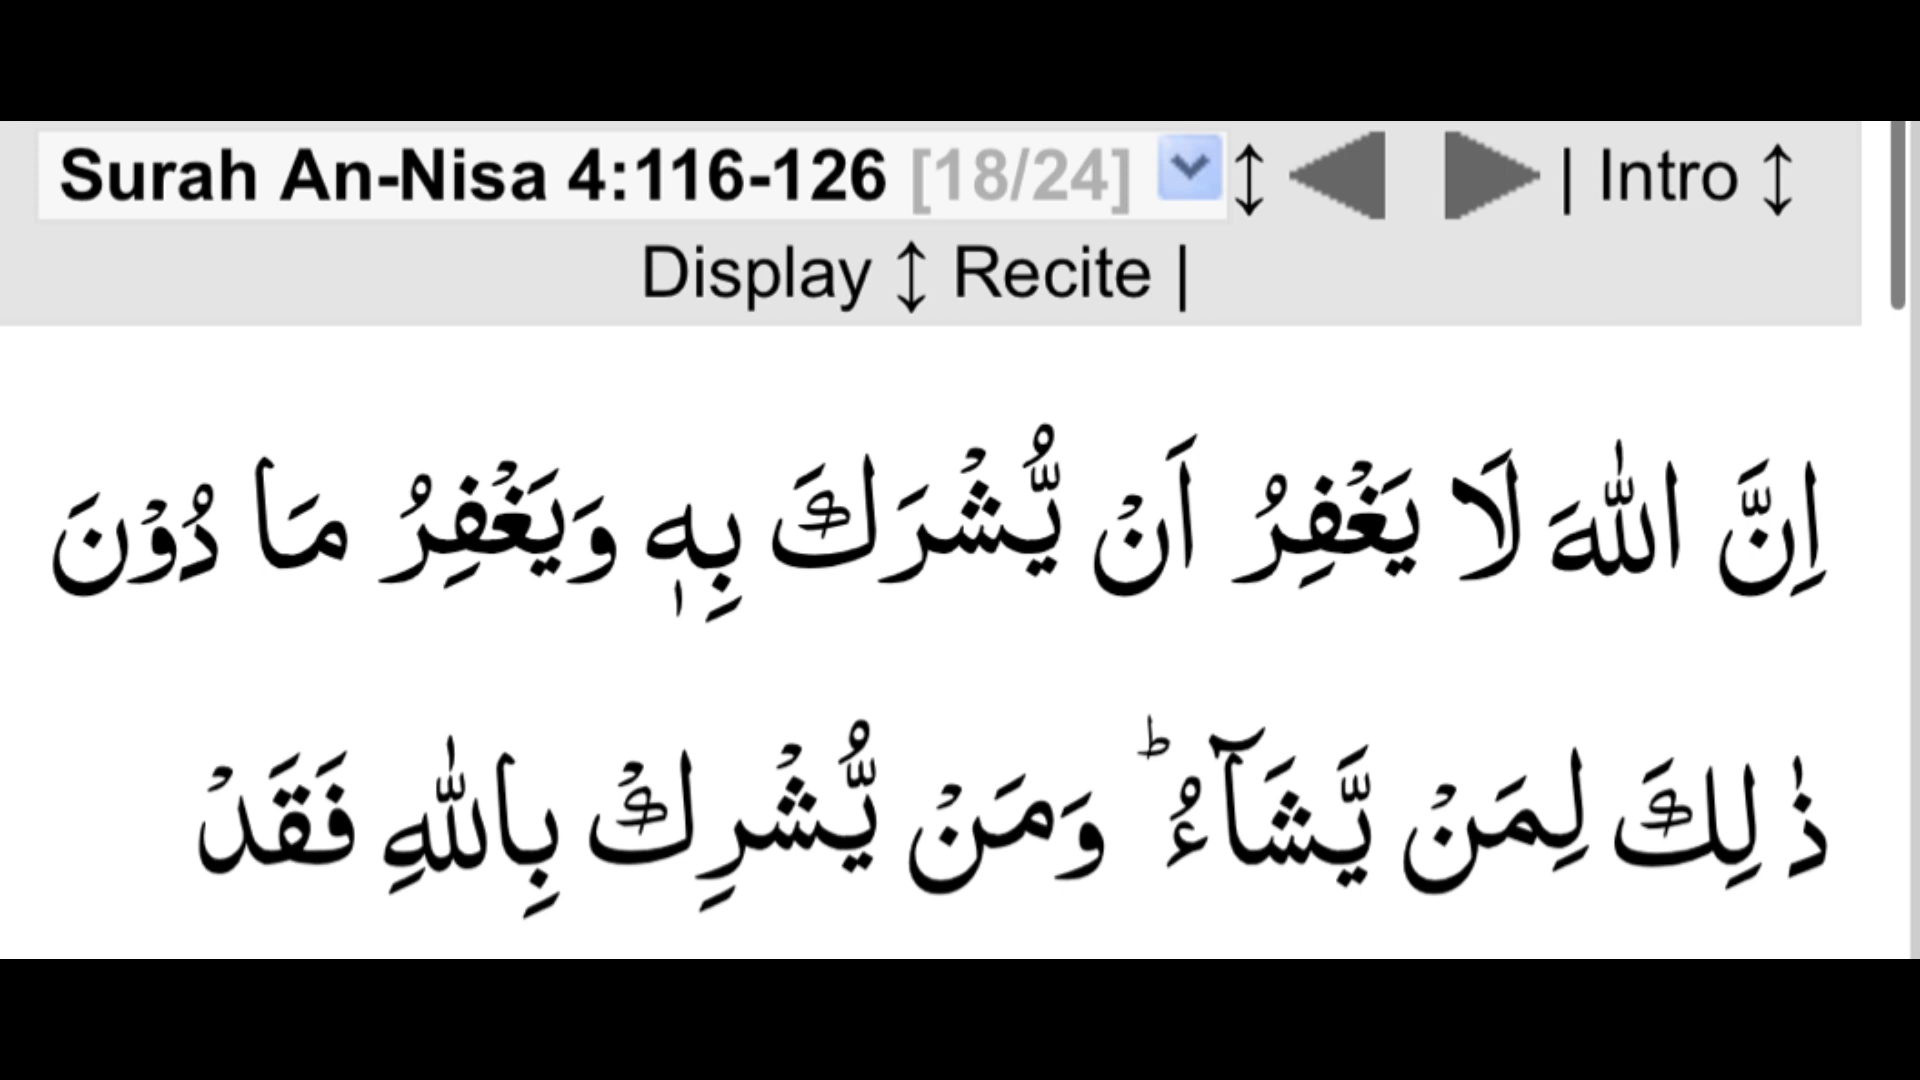 Surah An-Nisa 4:116-126 [18/24] ↕ ◀ ▶ | Intro ↕
Display ↕ Recite |
اِنَّ اللّٰهَ لَا يَغْفِرُ اَنْ يُّشْرَكَ بِهٖ وَيَغْفِرُ مَا دُوْنَ
ذٰ لِكَ لِمَنْ يَّشَآءُ‌ ؕ وَمَنْ يُّشْرِكْ بِاللّٰهِ فَقَدْ